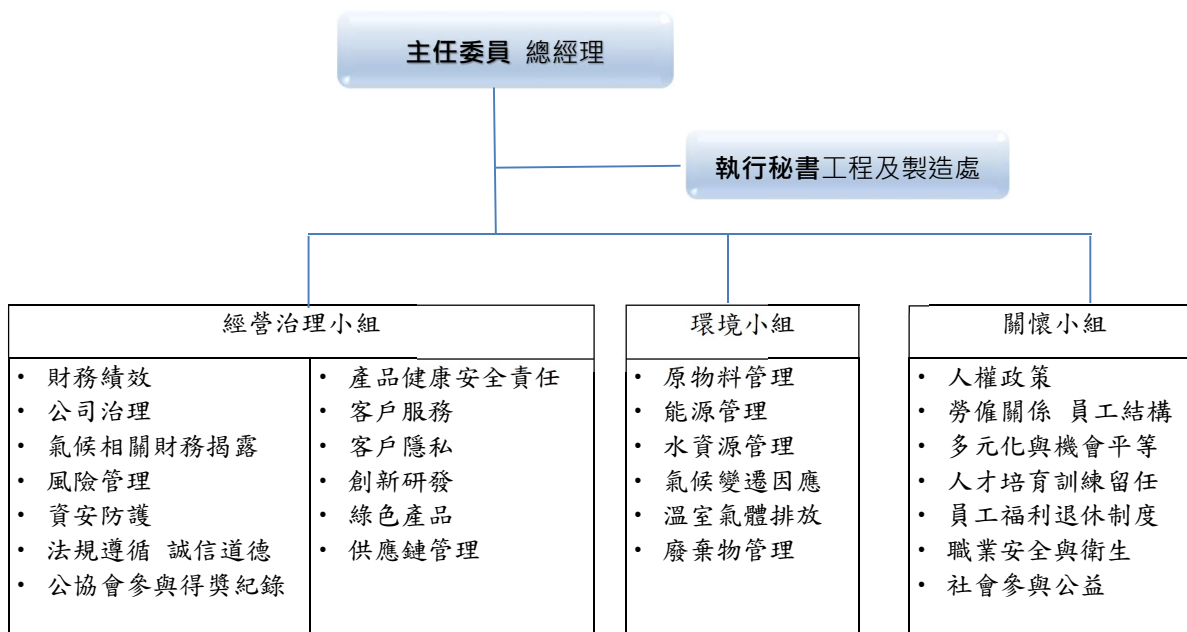 主任委員 總經理
執行秘書工程及製造處
經營治理小組
• 財務績效
• 公司治理
• 氣候相關財務揭露
• 風險管理
• 資安防護
• 法規遵循 誠信道德
• 公協會參與得獎紀錄
• 產品健康安全責任
• 客戶服務
• 客戶隱私
• 創新研發
• 綠色產品
• 供應鏈管理
環境小組
• 原物料管理
• 能源管理
• 水資源管理
• 氣候變遷因應
• 溫室氣體排放
• 廢棄物管理
關懷小組
• 人權政策
• 勞僱關係 員工結構
• 多元化與機會平等
• 人才培育訓練留任
• 員工福利退休制度
• 職業安全與衛生
• 社會參與公益